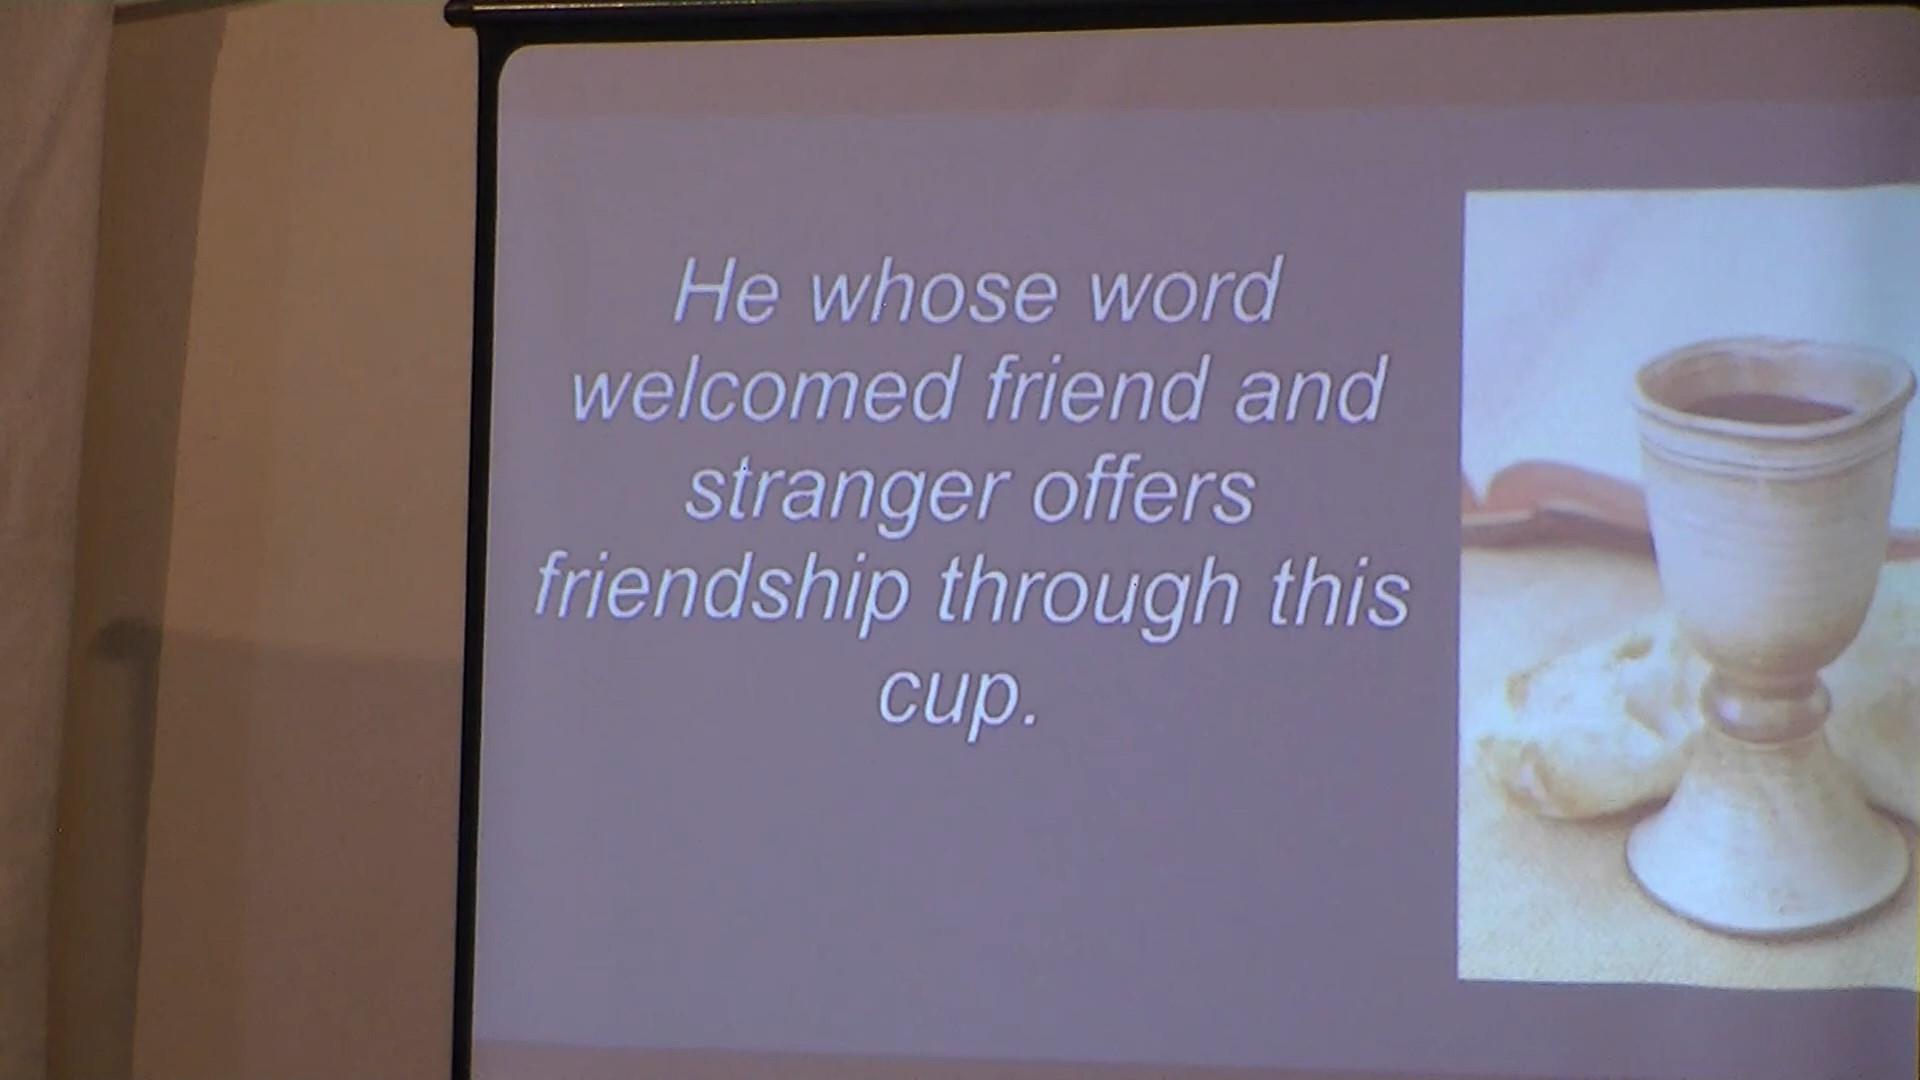 He whose word
welcomed friend and
stranger offers
friendship through this
cup.